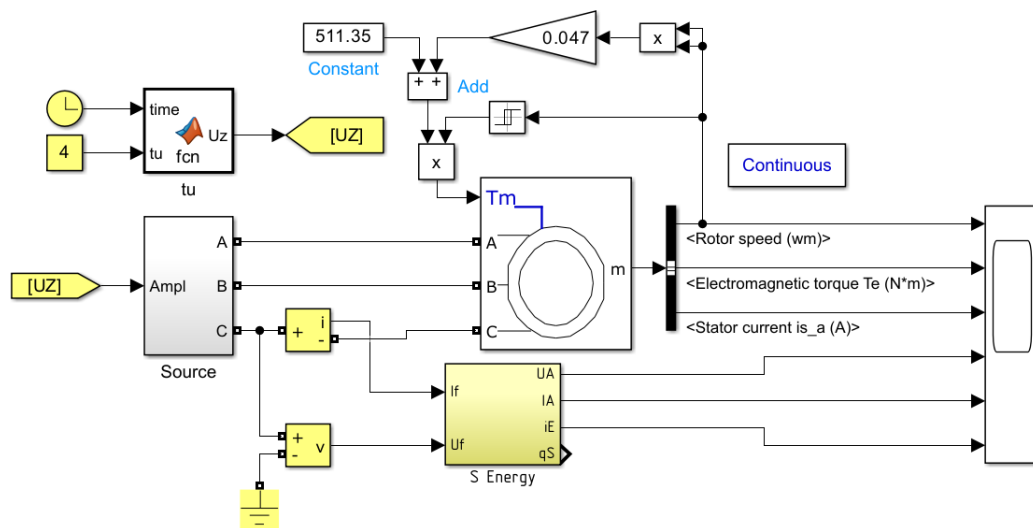 511.35
0.047
x
Constant
+ +
Add
time
Uz
tu
fcn
[UZ]
4
tu
x
Continuous
Tm
A
A
<Rotor speed (wm)>
m
[UZ]
Ampl
B
B
<Electromagnetic torque Te (N*m)>
C
+
i
-
C
<Stator current is_a (A)>
Source
UA
If
IA
+
-
v
Uf
iE
qS
S Energy